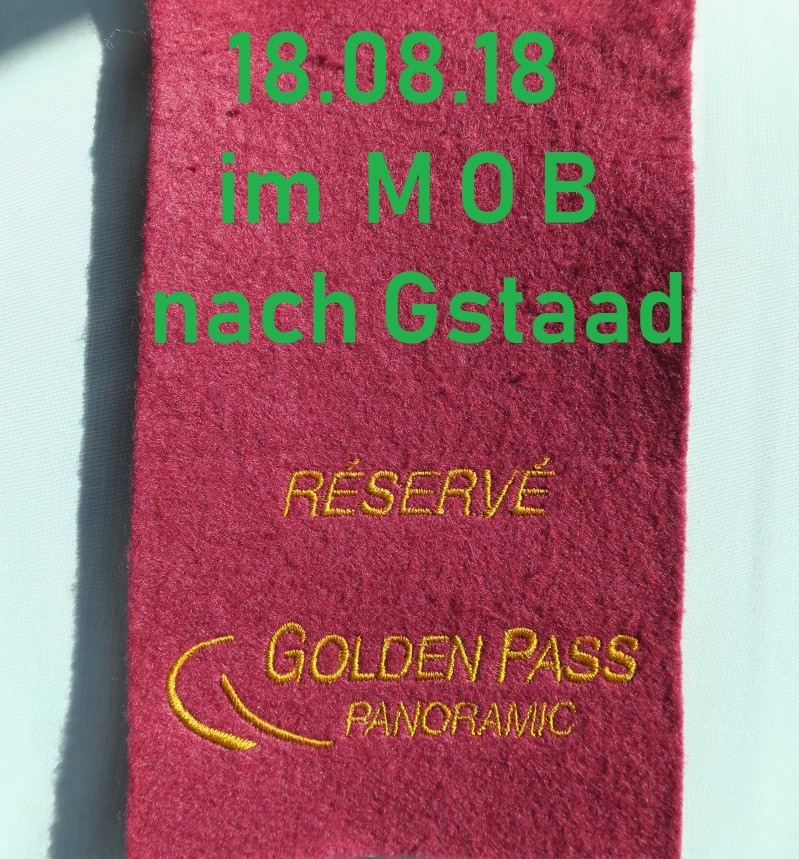 18.08.18
im M O B
nach Gstaad
RÉSERVÉ
GOLDEN PASS
PANORAMIC